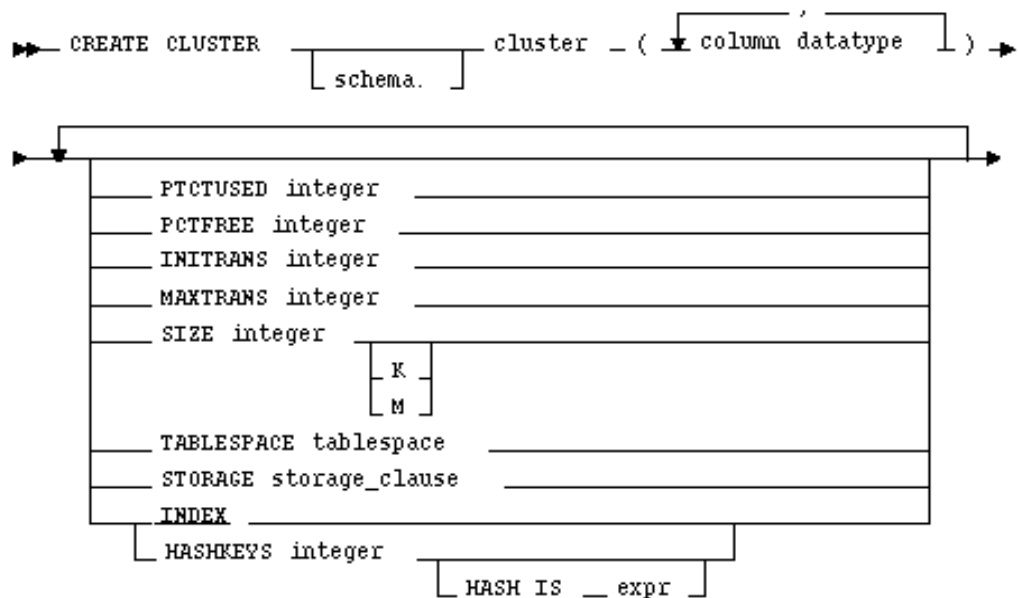 ,
CREATE CLUSTER cluster ( column datatype )
schema.
PTCTUSED integer
PCTFREE integer
INITRANS integer
MAXTRANS integer
SIZE integer
K
M
TABLESPACE tablespace
STORAGE storage_clause
INDEX
HASHKEYS integer
HASH IS expr